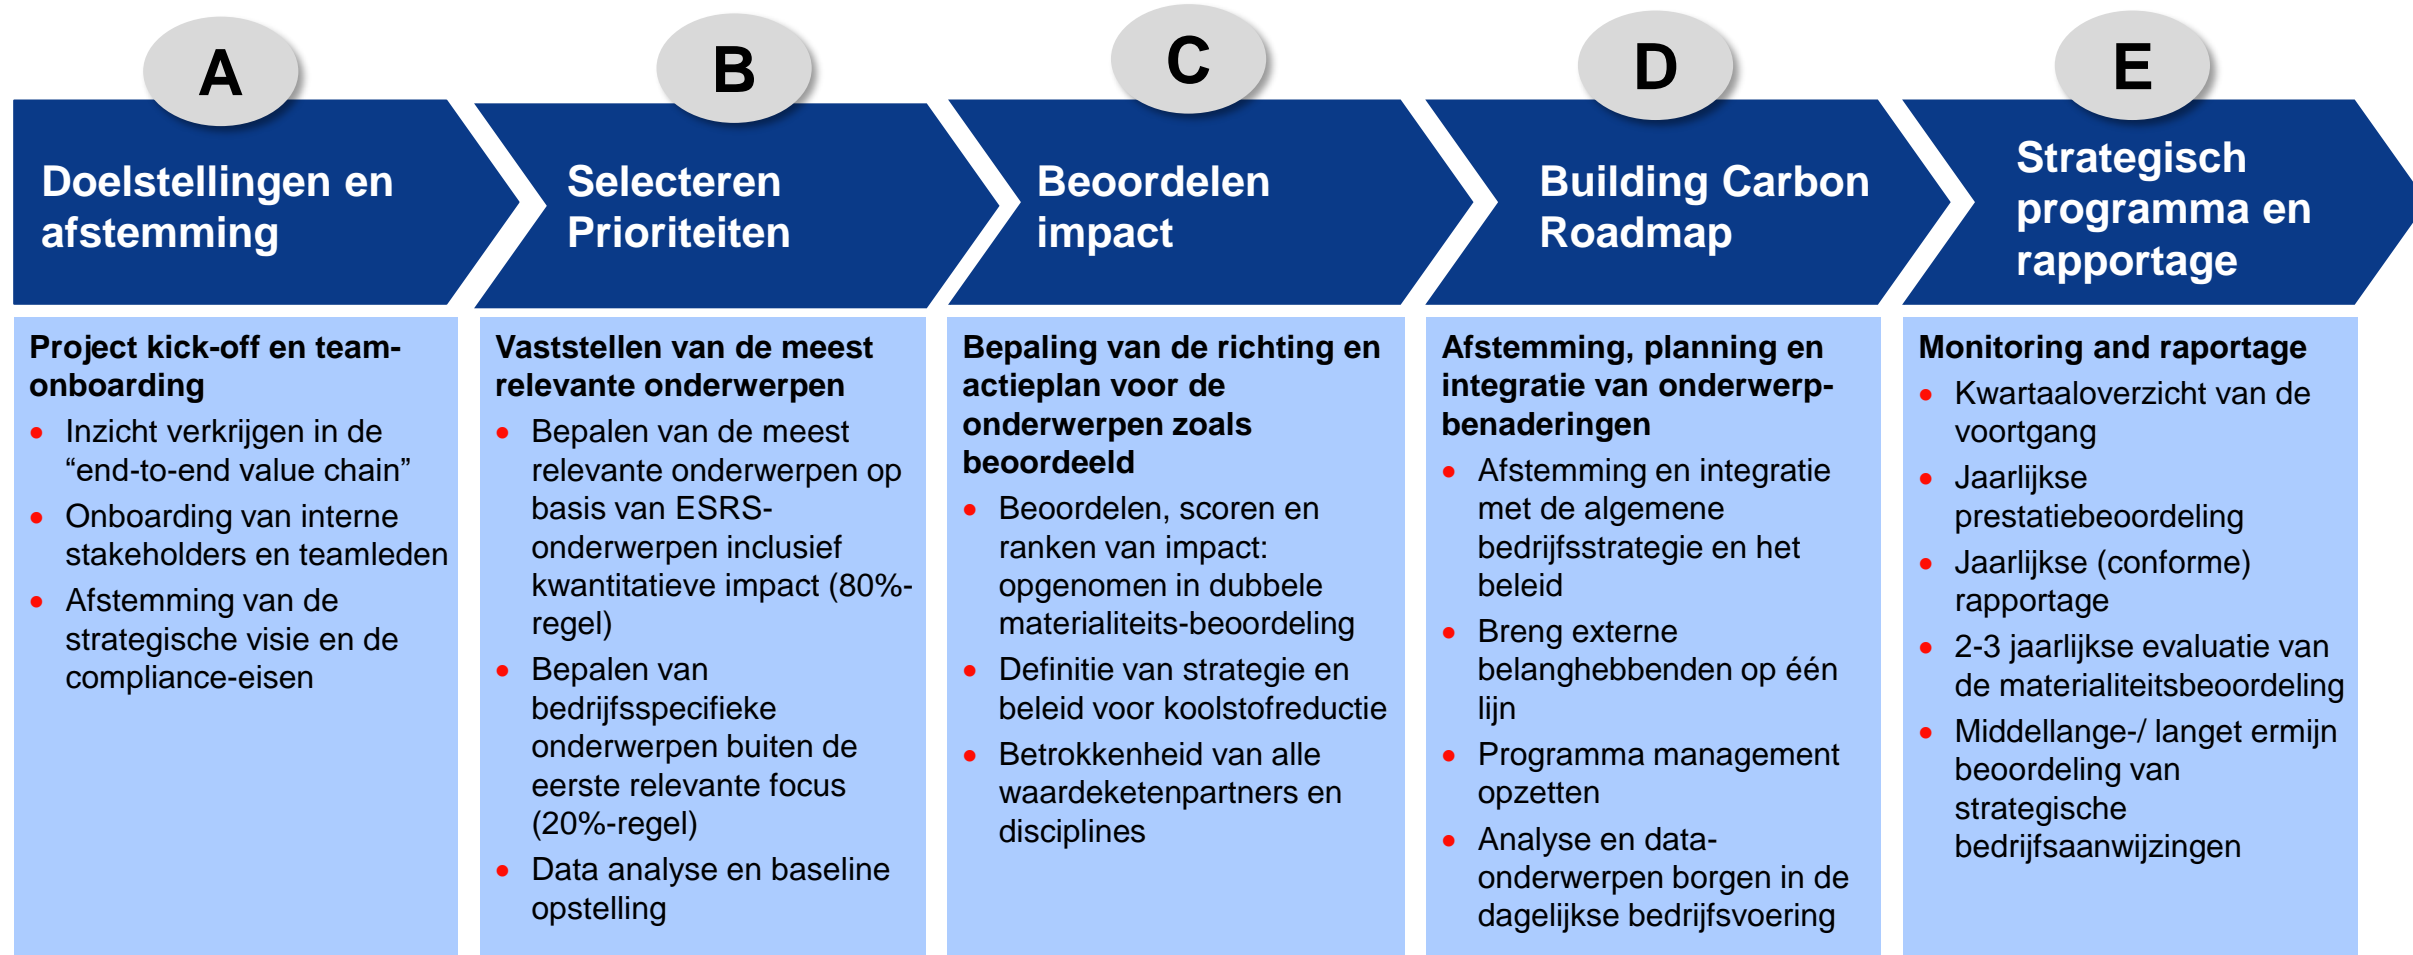 A
Doelstellingen en
afstemming
Project kick-off en team-
onboarding
• Inzicht verkrijgen in de
“end-to-end value chain”
• Onboarding van interne
stakeholders en teamleden
• Afstemming van de
strategische visie en de
compliance-eisen
B
Selecteren
Prioriteiten
Vaststellen van de meest
relevante onderwerpen
• Bepalen van de meest
relevante onderwerpen op
basis van ESRS-
onderwerpen inclusief
kwantitatieve impact (80%-
regel)
• Bepalen van
bedrijfsspecifieke
onderwerpen buiten de
eerste relevante focus
(20%-regel)
• Data analyse en baseline
opstelling
C
Beoordelen
impact
Bepaling van de richting en
actieplan voor de
onderwerpen zoals
beoordeeld
• Beoordelen, scoren en
ranken van impact:
opgenomen in dubbele
materialiteits-beoordeling
• Definitie van strategie en
beleid voor koolstofreductie
• Betrokkenheid van alle
waardeketenpartners en
disciplines
D
Building Carbon
Roadmap
Afstemming, planning en
integratie van onderwerp-
benaderingen
• Afstemming en integratie
met de algemene
bedrijfsstrategie en het
beleid
• Breng externe
belanghebbenden op één
lijn
• Programma management
opzetten
• Analyse en data-
onderwerpen borgen in de
dagelijkse bedrijfsvoering
E
Strategisch
programma en
rapportage
Monitoring and raportage
• Kwartaaloverzicht van de
voortgang
• Jaarlijkse
prestatiebeoordeling
• Jaarlijkse (conforme)
rapportage
• 2-3 jaarlijkse evaluatie van
de materialiteitsbeoordeling
• Middellange-/ langet ermijn
beoordeling van
strategische
bedrijfsaanwijzingen